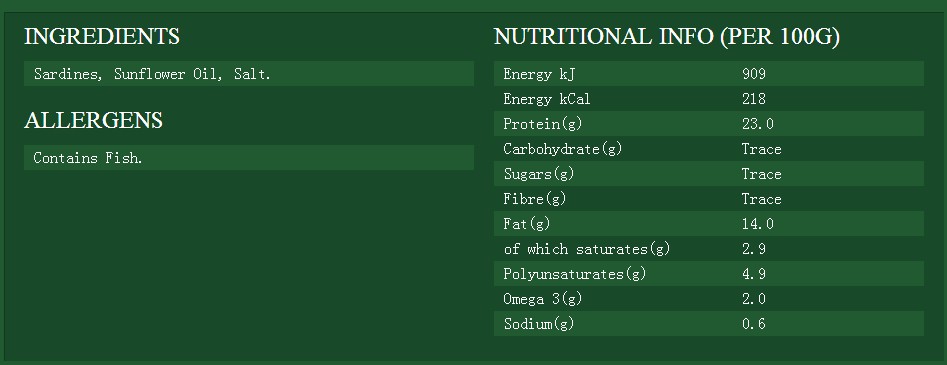 INGREDIENTS
Sardines, Sunflower Oil, Salt.
ALLERGENS
Contains Fish.
NUTRITIONAL INFO (PER 100G)
Energy kJ 909
Energy kCal 218
Protein(g) 23.0
Carbohydrate(g) Trace
Sugars(g) Trace
Fibre(g) Trace
Fat(g) 14.0
of which saturates(g) 2.9
Polyunsaturates(g) 4.9
Omega 3(g) 2.0
Sodium(g) 0.6